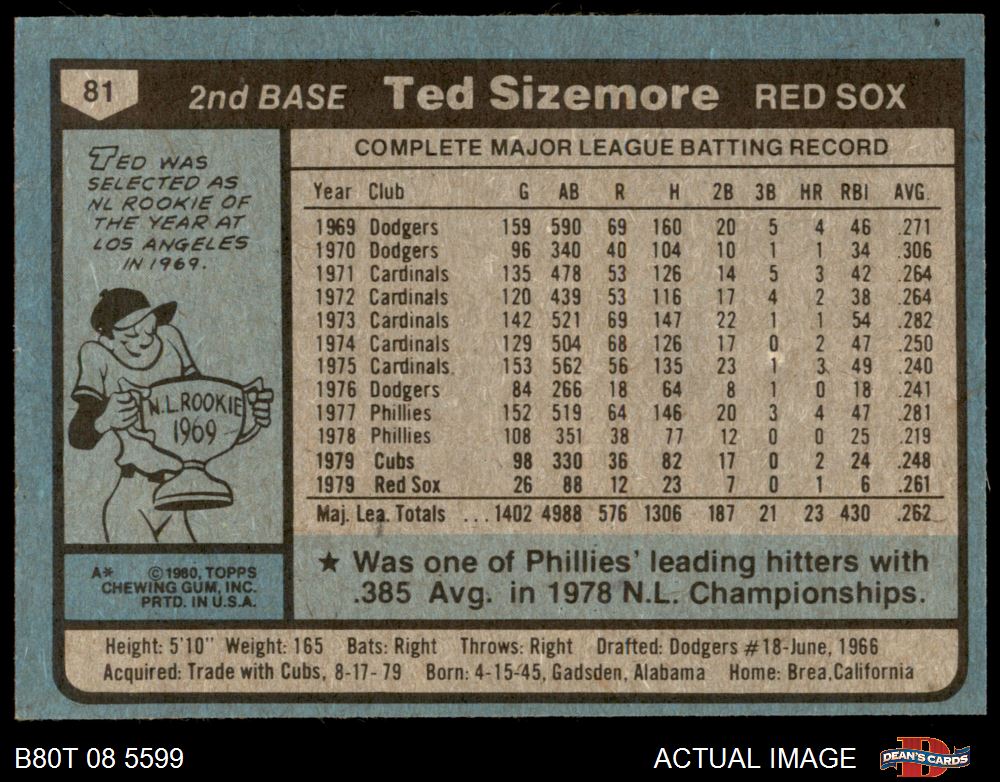 81
2nd BASE Ted Sizemore RED SOX
TED WAS
SELECTED AS
NL ROOKIE OF
THE YEAR AT
LOS ANGELES
IN 1969.
N.L. ROOKIE
1969
A* ©1980, TOPPS
CHEWING GUM, INC.
PRTD. IN U.S.A.
COMPLETE MAJOR LEAGUE BATTING RECORD
Year Club G AB R H 2B 3B HR RBI AVG.
1969 Dodgers 159 590 69 160 20 5 4 46 .271
1970 Dodgers 96 340 40 104 10 1 1 34 .306
1971 Cardinals 135 478 53 126 14 5 3 42 .264
1972 Cardinals 120 439 53 116 17 4 2 38 .264
1973 Cardinals 142 521 69 147 22 1 1 54 .282
1974 Cardinals 129 504 68 126 17 0 2 47 .250
1975 Cardinals 153 562 56 135 23 1 3 49 .240
1976 Dodgers 84 266 18 64 8 1 0 18 .241
1977 Phillies 152 519 64 146 20 3 4 47 .281
1978 Phillies 108 351 38 77 12 0 0 25 .219
1979 Cubs 98 330 36 82 17 0 2 24 .248
1979 Red Sox 26 88 12 23 7 0 1 6 .261
Maj. Lea. Totals ...1402 4988 576 1306 187 21 23 430 .262
★ Was one of Phillies' leading hitters with
.385 Avg. in 1978 N.L. Championships.
Height: 5'10" Weight: 165 Bats: Right Throws: Right Drafted: Dodgers #18-June, 1966
Acquired: Trade with Cubs, 8-17-79 Born: 4-15-45, Gadsden, Alabama Home: Brea, California
B80T 08 5599 ACTUAL IMAGE DEAN'S CARDS